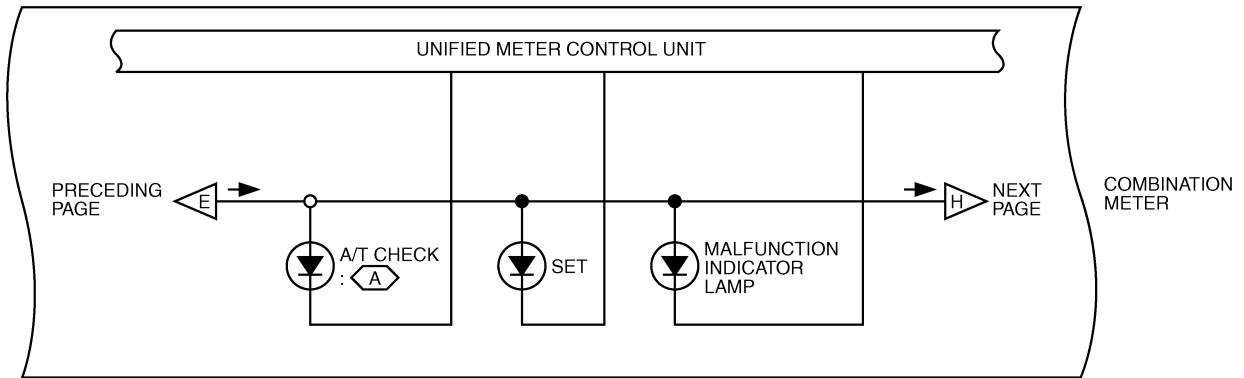 UNIFIED METER CONTROL UNIT
PRECEDING
PAGE
E
H
NEXT
PAGE
COMBINATION
METER
A/T CHECK
: A
SET
MALFUNCTION
INDICATOR
LAMP